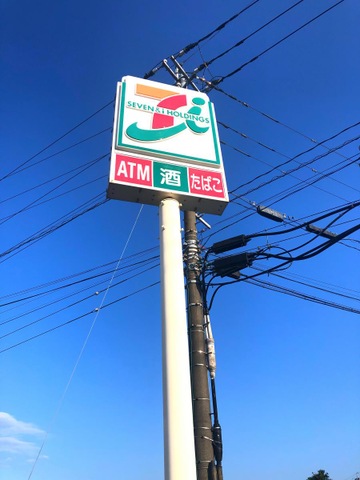 SEVEN & i HOLDINGS
ATM 酒 たばこ